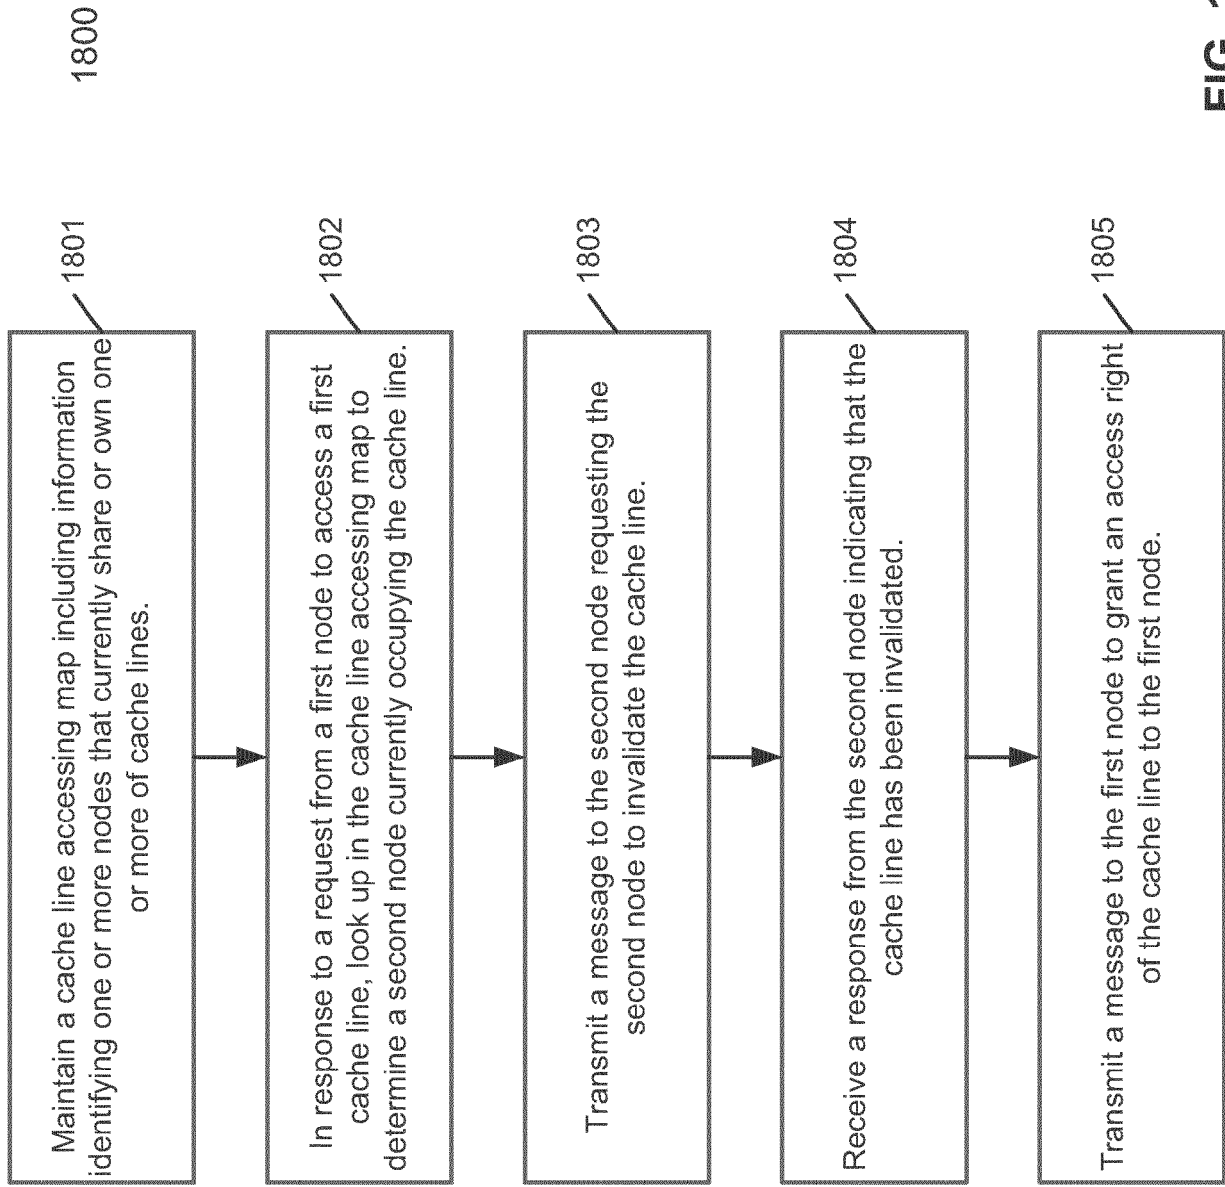 1800
Maintain a cache line accessing map including information
identifying one or more nodes that currently share or own one
or more of cache lines.
1801
In response to a request from a first node to access a first
cache line, look up in the cache line accessing map to
determine a second node currently occupying the cache line.
1802
Transmit a message to the second node requesting the
second node to invalidate the cache line.
1803
Receive a response from the second node indicating that the
cache line has been invalidated.
1804
Transmit a message to the first node to grant an access right
of the cache line to the first node.
1805
FIG.